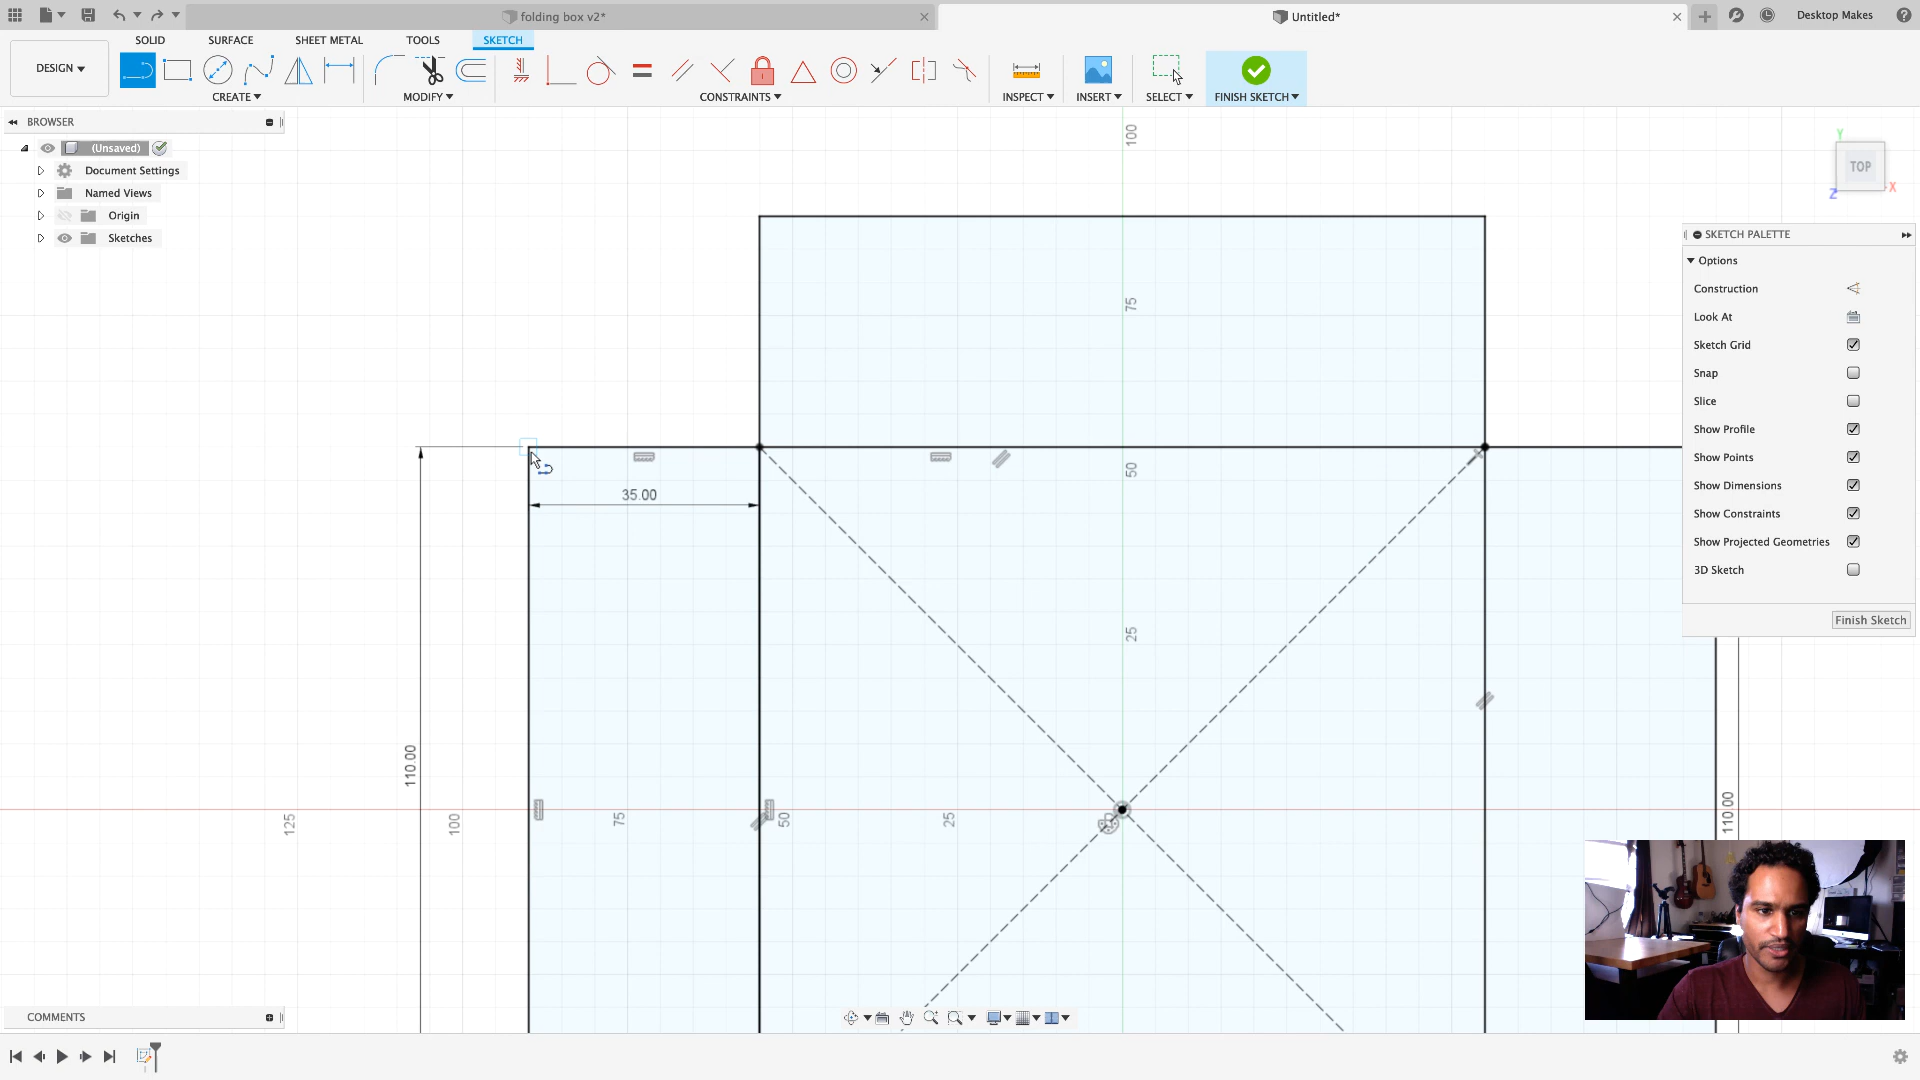 folding box v2*
Untitled*
Desktop Makes
SOLID
SURFACE
SHEET METAL
TOOLS
SKETCH
DESIGN
CREATE
MODIFY
CONSTRAINTS
INSPECT
INSERT
SELECT
FINISH SKETCH
BROWSER
(Unsaved)
Document Settings
Named Views
Origin
Sketches
100
75
50
25
35.00
110.00
125
100
75
50
25
110.00
Y
TOP
X
Z
SKETCH PALETTE
Options
Construction
Look At
Sketch Grid
Snap
Slice
Show Profile
Show Points
Show Dimensions
Show Constraints
Show Projected Geometries
3D Sketch
Finish Sketch
COMMENTS